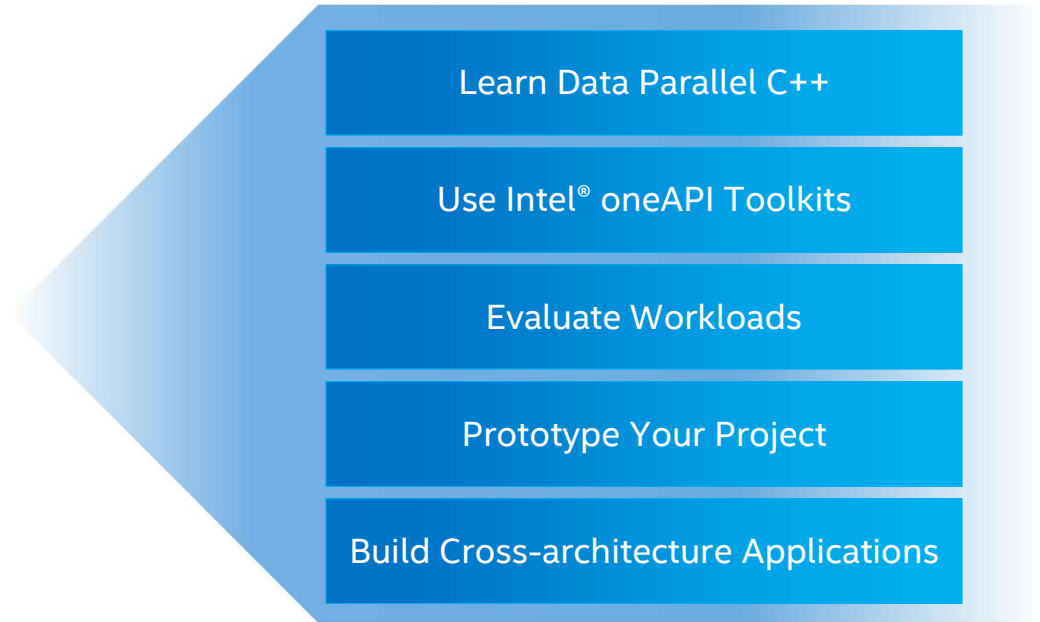 Learn Data Parallel C++
Use Intel® oneAPI Toolkits
Evaluate Workloads
Prototype Your Project
Build Cross-architecture Applications